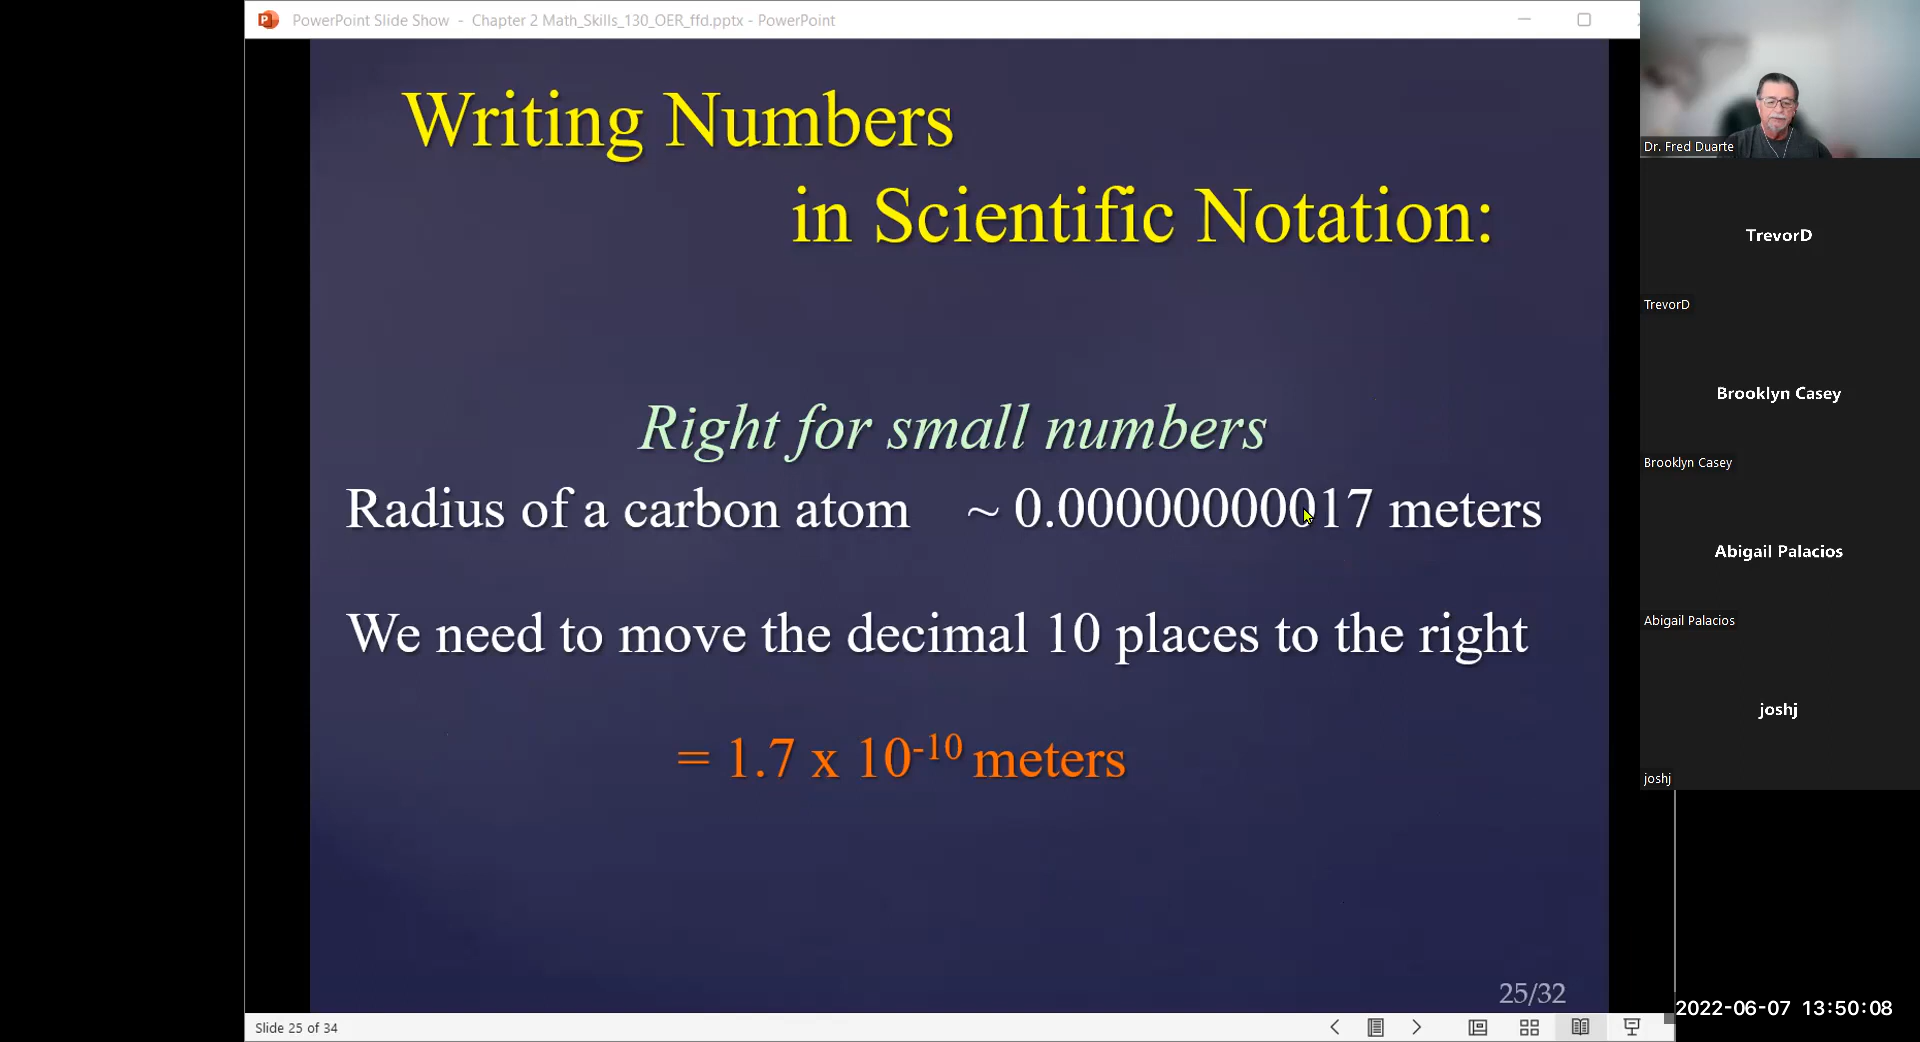 PowerPoint Slide Show - Chapter 2 Math_Skills_130_OER_ffd.pptx - PowerPoint
Writing Numbers
in Scientific Notation:
Right for small numbers
Radius of a carbon atom ~ 0.00000000017 meters
We need to move the decimal 10 places to the right
= 1.7 x 10⁻¹⁰ meters
25/32
Slide 25 of 34
Dr. Fred Duarte
TrevorD
TrevorD
Brooklyn Casey
Brooklyn Casey
Abigail Palacios
Abigail Palacios
joshj
joshj
2022-06-07 13:50:08